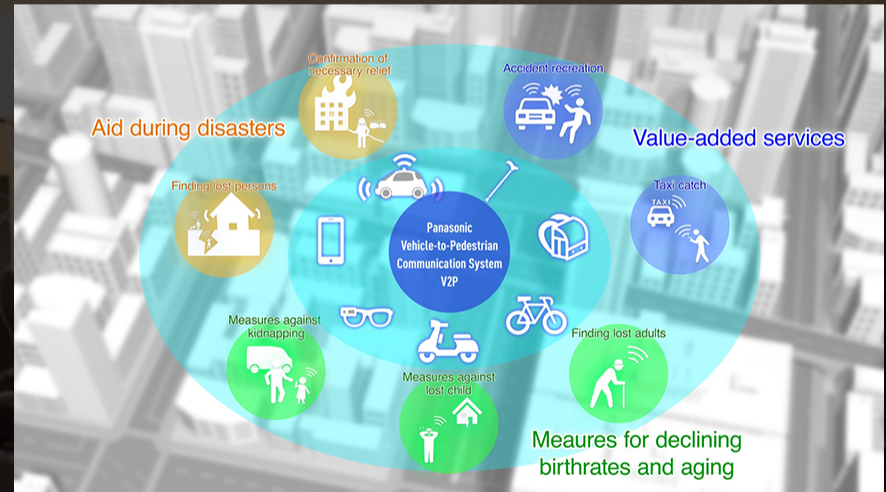 Confirmation of
necessary relief
Accident recreation
Aid during disasters
Value-added services
Finding lost persons
Taxi catch
TAXI
Panasonic
Vehicle-to-Pedestrian
Communication System
V2P
Measures against
kidnapping
Finding lost adults
Measures against
lost child
Meaures for declining
birthrates and aging